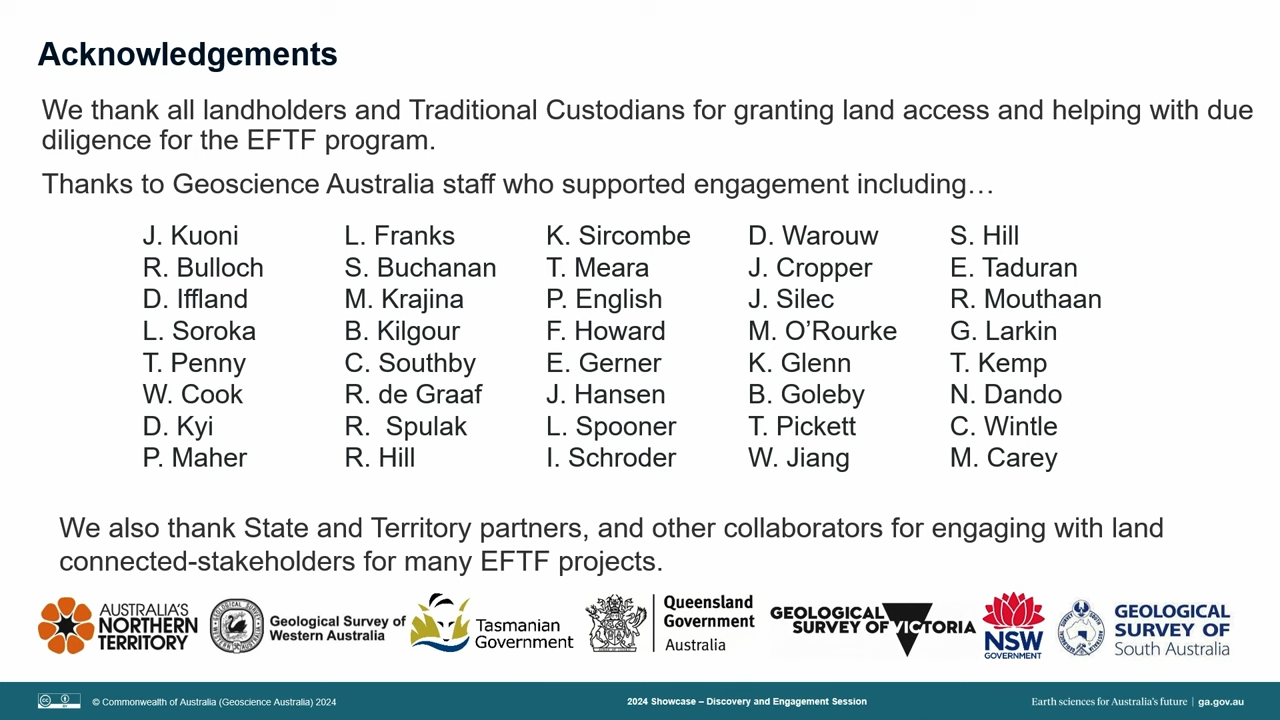 Acknowledgements
We thank all landholders and Traditional Custodians for granting land access and helping with due
diligence for the EFTF program.
Thanks to Geoscience Australia staff who supported engagement including…
J. Kuoni
R. Bulloch
D. Iffland
L. Soroka
T. Penny
W. Cook
D. Kyi
P. Maher
L. Franks
S. Buchanan
M. Krajina
B. Kilgour
C. Southby
R. de Graaf
R.  Spulak
R. Hill
K. Sircombe
T. Meara
P. English
F. Howard
E. Gerner
J. Hansen
L. Spooner
I. Schroder
D. Warouw
J. Cropper
J. Silec
M. O’Rourke
K. Glenn
B. Goleby
T. Pickett
W. Jiang
S. Hill
E. Taduran
R. Mouthaan
G. Larkin
T. Kemp
N. Dando
C. Wintle
M. Carey
We also thank State and Territory partners, and other collaborators for engaging with land
connected-stakeholders for many EFTF projects.
AUSTRALIA'S
NORTHERN
TERRITORY
Geological Survey of
Western Australia
Tasmanian
Government
Queensland
Government
Australia
GEOLOGICAL
SURVEY OF VICTORIA
NSW
GOVERNMENT
GEOLOGICAL
SURVEY OF
South Australia
© Commonwealth of Australia (Geoscience Australia) 2024
2024 Showcase – Discovery and Engagement Session
Earth sciences for Australia's future | ga.gov.au